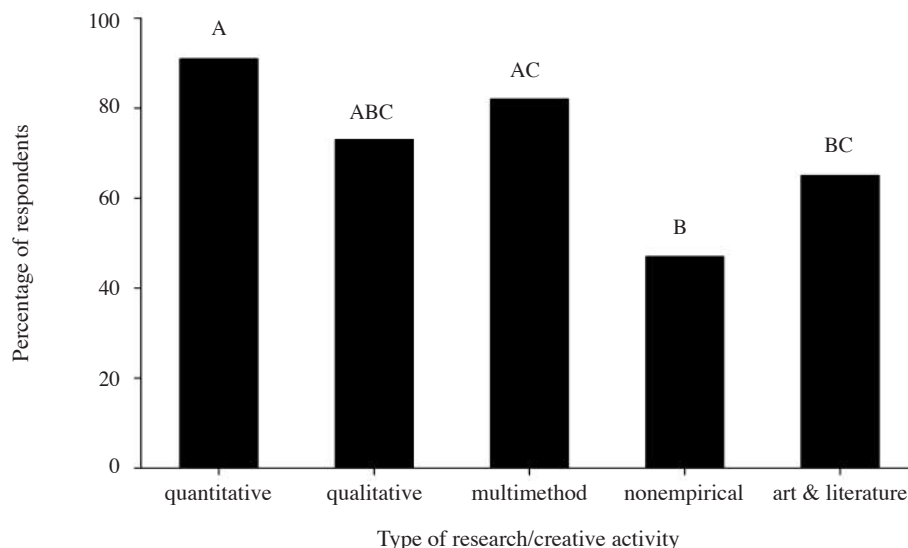 Percentage of respondents
100
80
60
40
20
0
A
ABC
AC
B
BC
quantitative
qualitative
multimethod
nonempirical
art & literature
Type of research/creative activity